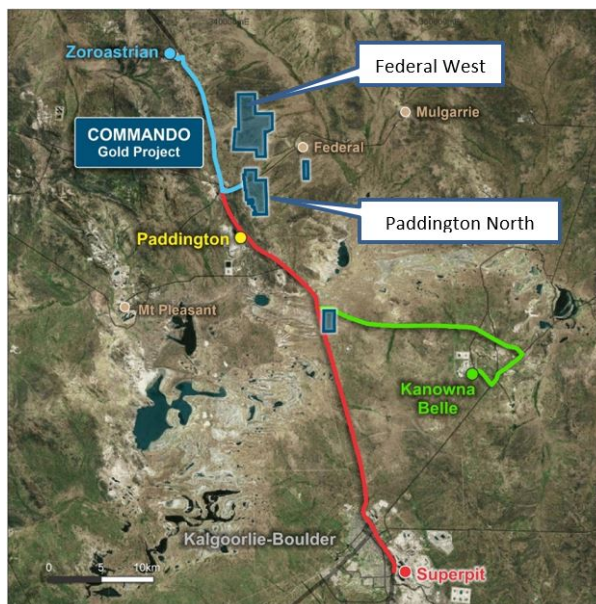 Zoroastrian
Federal West
Mulgarrie
COMMANDO
Gold Project
Federal
Paddington North
Paddington
Mt Pleasant
Kanowna
Belle
Kalgoorlie-Boulder
0 5 10km
Superpit